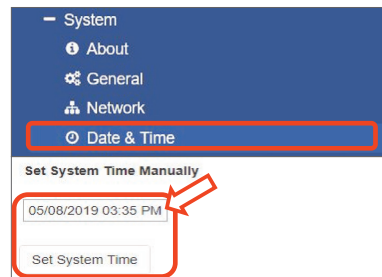 System
About
General
Network
Date & Time
Set System Time Manually
05/08/2019 03:35 PM
Set System Time